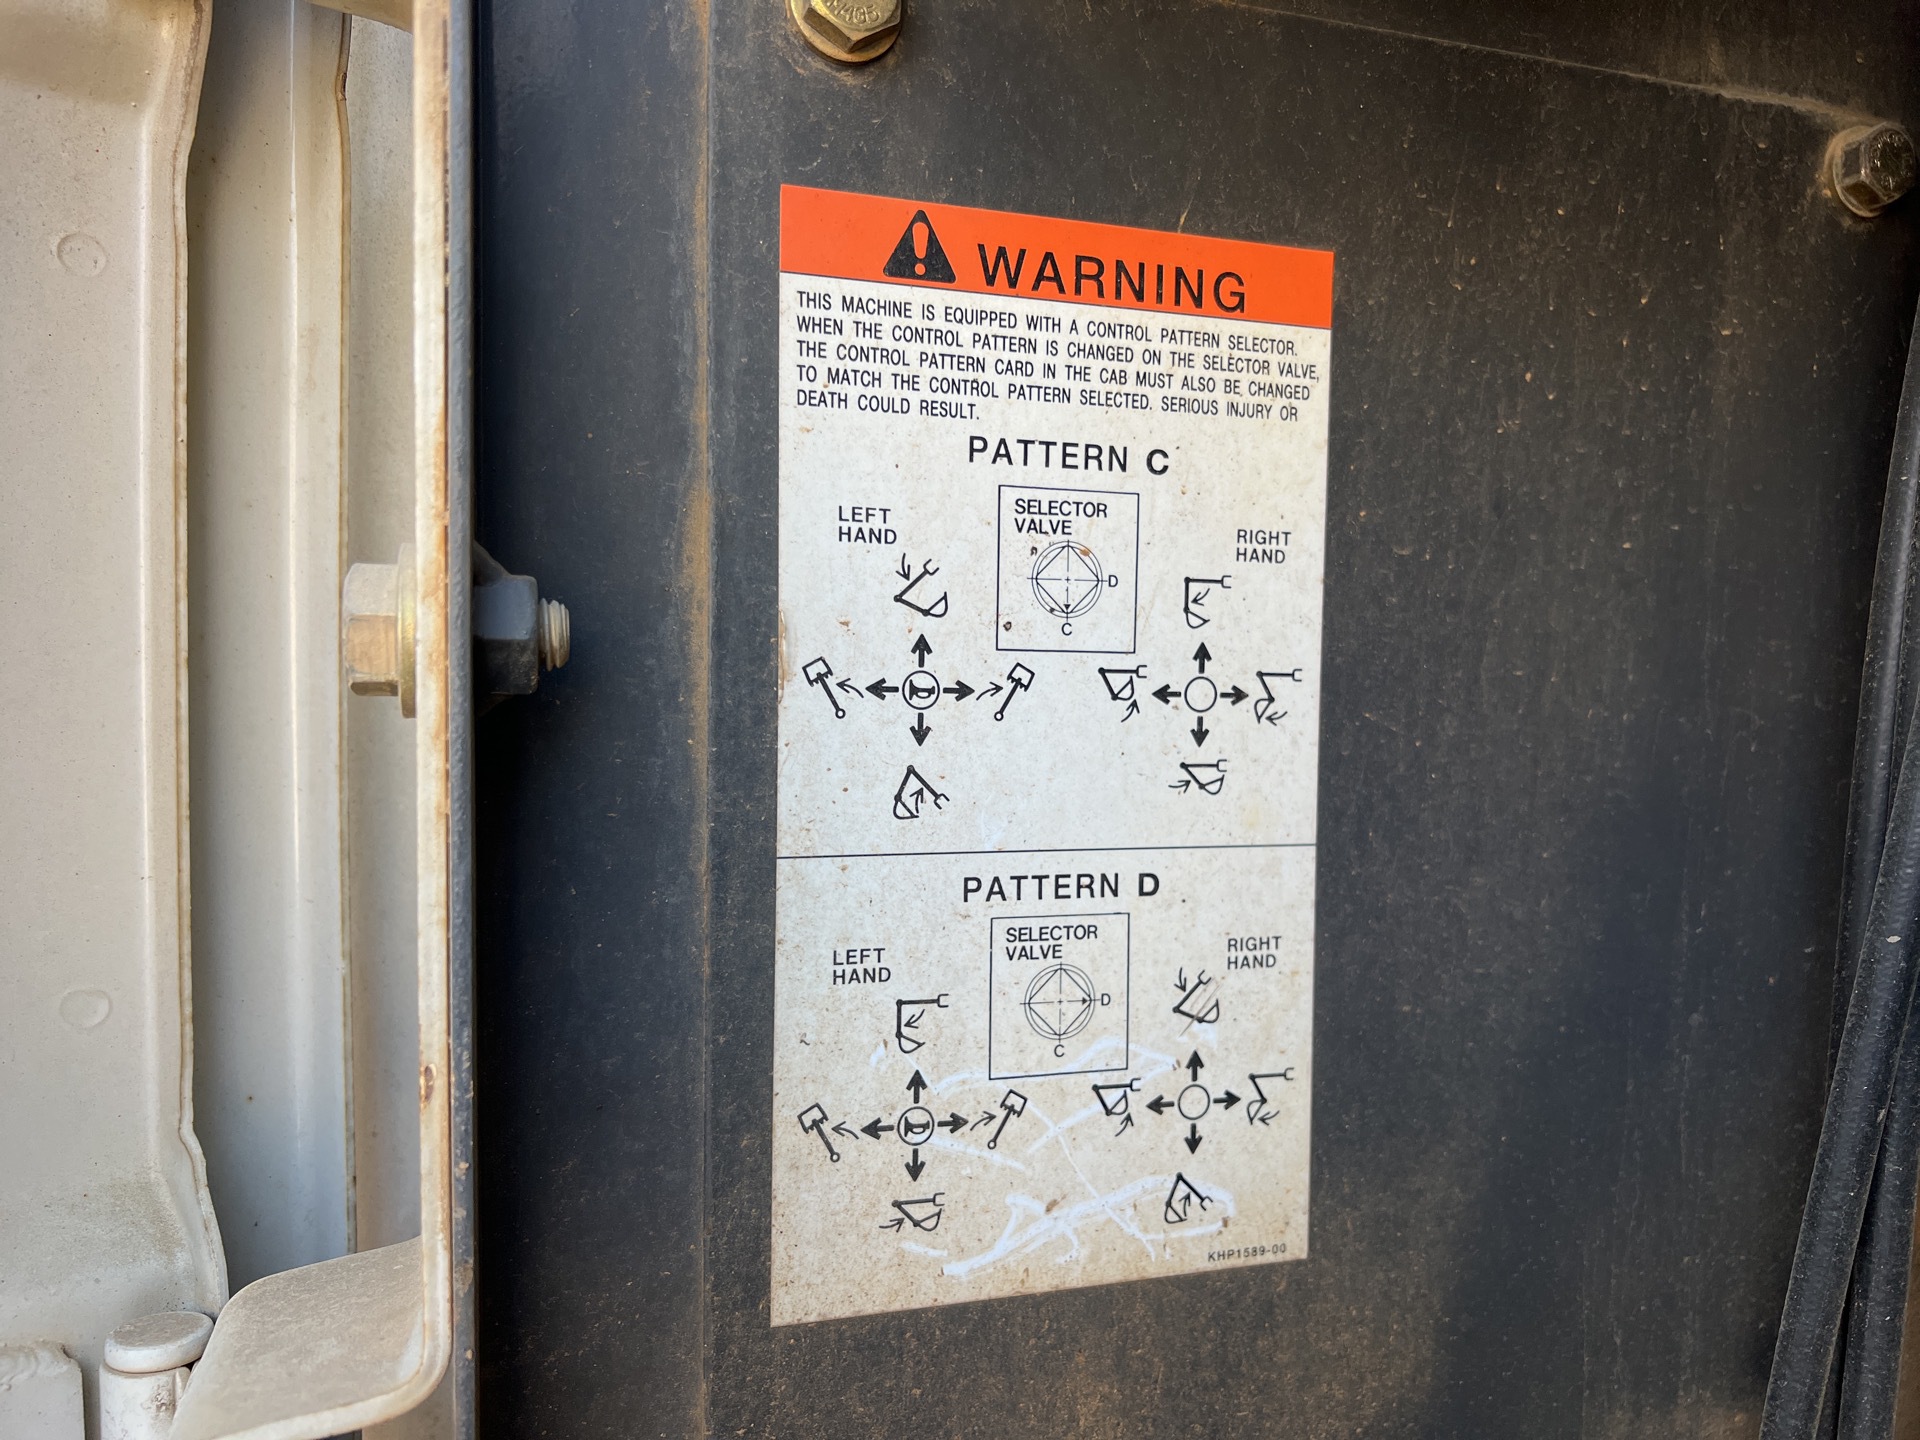 WARNING
THIS MACHINE IS EQUIPPED WITH A CONTROL PATTERN SELECTOR.
WHEN THE CONTROL PATTERN IS CHANGED ON THE SELECTOR VALVE,
THE CONTROL PATTERN CARD IN THE CAB MUST ALSO BE CHANGED
TO MATCH THE CONTROL PATTERN SELECTED. SERIOUS INJURY OR
DEATH COULD RESULT.
PATTERN C
LEFT
HAND
SELECTOR
VALVE
D
C
RIGHT
HAND
PATTERN D
LEFT
HAND
SELECTOR
VALVE
D
C
RIGHT
HAND
KHP1589-00